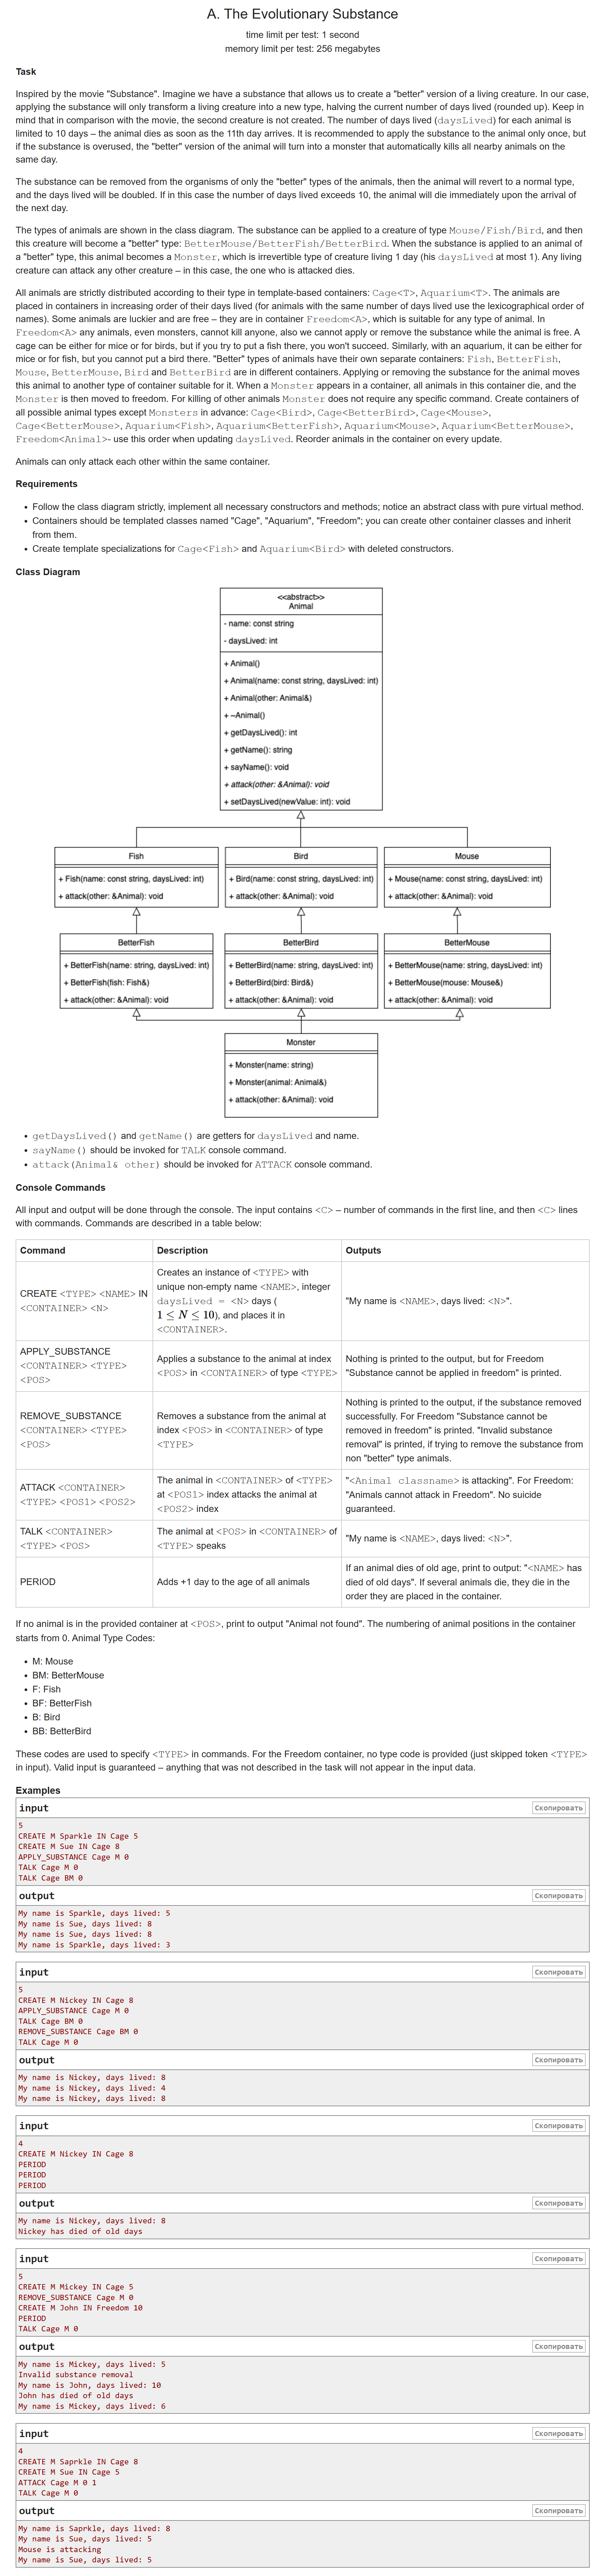 A. The Evolutionary Substance
time limit per test: 1 second
memory limit per test: 256 megabytes
Task
Inspired by the movie "Substance". Imagine we have a substance that allows us to create a "better" version of a living creature. In our case,
applying the substance will only transform a living creature into a new type, halving the current number of days lived (rounded up). Keep in
mind that in comparison with the movie, the second creature is not created. The number of days lived (daysLived) for each animal is
limited to 10 days – the animal dies as soon as the 11th day arrives. It is recommended to apply the substance to the animal only once, but
if the substance is overused, the "better" version of the animal will turn into a monster that automatically kills all nearby animals on the
same day.
The substance can be removed from the organisms of only the "better" types of the animals, then the animal will revert to a normal type,
and the days lived will be doubled. If in this case the number of days lived exceeds 10, the animal will die immediately upon the arrival of
the next day.
The types of animals are shown in the class diagram. The substance can be applied to a creature of type Mouse/Fish/Bird, and then
this creature will become a "better" type: BetterMouse/BetterFish/BetterBird. When the substance is applied to an animal of
a "better" type, this animal becomes a Monster, which is irrevertible type of creature living 1 day (his daysLived at most 1). Any living
creature can attack any other creature – in this case, the one who is attacked dies.
All animals are strictly distributed according to their type in template-based containers: Cage<T>, Aquarium<T>. The animals are
placed in containers in increasing order of their days lived (for animals with the same number of days lived use the lexicographical order of
names). Some animals are luckier and are free – they are in container Freedom<A>, which is suitable for any type of animal. In
Freedom<A> any animals, even monsters, cannot kill anyone, also we cannot apply or remove the substance while the animal is free. A
cage can be either for mice or for birds, but if you try to put a fish there, you won't succeed. Similarly, with an aquarium, it can be either for
mice or for fish, but you cannot put a bird there. "Better" types of animals have their own separate containers: Fish, BetterFish,
Mouse, BetterMouse, Bird and BetterBird are in different containers. Applying or removing the substance for the animal moves
this animal to another type of container suitable for it. When a Monster appears in a container, all animals in this container die, and the
Monster is then moved to freedom. For killing of other animals Monster does not require any specific command. Create containers of
all possible animal types except Monsters in advance: Cage<Bird>, Cage<BetterBird>, Cage<Mouse>,
Cage<BetterMouse>, Aquarium<Fish>, Aquarium<BetterFish>, Aquarium<Mouse>, Aquarium<BetterMouse>,
Freedom<Animal>- use this order when updating daysLived. Reorder animals in the container on every update.
Animals can only attack each other within the same container.
Requirements
• Follow the class diagram strictly, implement all necessary constructors and methods; notice an abstract class with pure virtual method.
• Containers should be templated classes named "Cage", "Aquarium", "Freedom"; you can create other container classes and inherit
from them.
• Create template specializations for Cage<Fish> and Aquarium<Bird> with deleted constructors.
Class Diagram
<<abstract>>
Animal
- name: const string
- daysLived: int
+ Animal()
+ Animal(name: const string, daysLived: int)
+ Animal(other: Animal&)
+ ~Animal()
+ getDaysLived(): int
+ getName(): string
+ sayName(): void
+ attack(other: &Animal): void
+ setDaysLived(newValue: int): void
Fish
+ Fish(name: const string, daysLived: int)
+ attack(other: &Animal): void
Bird
+ Bird(name: const string, daysLived: int)
+ attack(other: &Animal): void
Mouse
+ Mouse(name: const string, daysLived: int)
+ attack(other: &Animal): void
BetterFish
+ BetterFish(name: string, daysLived: int)
+ BetterFish(fish: Fish&)
+ attack(other: &Animal): void
BetterBird
+ BetterBird(name: string, daysLived: int)
+ BetterBird(bird: Bird&)
+ attack(other: &Animal): void
BetterMouse
+ BetterMouse(name: string, daysLived: int)
+ BetterMouse(mouse: Mouse&)
+ attack(other: &Animal): void
Monster
+ Monster(name: string)
+ Monster(animal: Animal&)
+ attack(other: &Animal): void
• getDaysLived() and getName() are getters for daysLived and name.
• sayName() should be invoked for TALK console command.
• attack(Animal& other) should be invoked for ATTACK console command.
Console Commands
All input and output will be done through the console. The input contains <C> – number of commands in the first line, and then <C> lines
with commands. Commands are described in a table below:
Command Description Outputs
CREATE <TYPE> <NAME> IN
<CONTAINER> <N>
Creates an instance of <TYPE> with
unique non-empty name <NAME>, integer
daysLived = <N> days (
1 ≤ N ≤ 10), and places it in
<CONTAINER>.
"My name is <NAME>, days lived: <N>".
APPLY_SUBSTANCE
<CONTAINER> <TYPE>
<POS>
Applies a substance to the animal at index
<POS> in <CONTAINER> of type <TYPE>
Nothing is printed to the output, but for Freedom
"Substance cannot be applied in freedom" is printed.
REMOVE_SUBSTANCE
<CONTAINER> <TYPE>
<POS>
Removes a substance from the animal at
index <POS> in <CONTAINER> of type
<TYPE>
Nothing is printed to the output, if the substance removed
successfully. For Freedom "Substance cannot be
removed in freedom" is printed. "Invalid substance
removal" is printed, if trying to remove the substance from
non "better" type animals.
ATTACK <CONTAINER>
<TYPE> <POS1> <POS2>
The animal in <CONTAINER> of <TYPE>
at <POS1> index attacks the animal at
<POS2> index
"<Animal classname> is attacking". For Freedom:
"Animals cannot attack in Freedom". No suicide
guaranteed.
TALK <CONTAINER>
<TYPE> <POS>
The animal at <POS> in <CONTAINER> of
<TYPE> speaks
"My name is <NAME>, days lived: <N>".
PERIOD
Adds +1 day to the age of all animals
If an animal dies of old age, print to output: "<NAME> has
died of old days". If several animals die, they die in the
order they are placed in the container.
If no animal is in the provided container at <POS>, print to output "Animal not found". The numbering of animal positions in the container
starts from 0. Animal Type Codes:
• M: Mouse
• BM: BetterMouse
• F: Fish
• BF: BetterFish
• B: Bird
• BB: BetterBird
These codes are used to specify <TYPE> in commands. For the Freedom container, no type code is provided (just skipped token <TYPE>
in input). Valid input is guaranteed – anything that was not described in the task will not appear in the input data.
Examples
input Скопировать
5
CREATE M Sparkle IN Cage 5
CREATE M Sue IN Cage 8
APPLY_SUBSTANCE Cage M 0
TALK Cage M 0
TALK Cage BM 0
output Скопировать
My name is Sparkle, days lived: 5
My name is Sue, days lived: 8
My name is Sue, days lived: 8
My name is Sparkle, days lived: 3
input Скопировать
5
CREATE M Nickey IN Cage 8
APPLY_SUBSTANCE Cage M 0
TALK Cage BM 0
REMOVE_SUBSTANCE Cage BM 0
TALK Cage M 0
output Скопировать
My name is Nickey, days lived: 8
My name is Nickey, days lived: 4
My name is Nickey, days lived: 8
input Скопировать
4
CREATE M Nickey IN Cage 8
PERIOD
PERIOD
PERIOD
output Скопировать
My name is Nickey, days lived: 8
Nickey has died of old days
input Скопировать
5
CREATE M Mickey IN Cage 5
REMOVE_SUBSTANCE Cage M 0
CREATE M John IN Freedom 10
PERIOD
TALK Cage M 0
output Скопировать
My name is Mickey, days lived: 5
Invalid substance removal
My name is John, days lived: 10
John has died of old days
My name is Mickey, days lived: 6
input Скопировать
4
CREATE M Saprkle IN Cage 8
CREATE M Sue IN Cage 5
ATTACK Cage M 0 1
TALK Cage M 0
output Скопировать
My name is Saprkle, days lived: 8
My name is Sue, days lived: 5
Mouse is attacking
My name is Sue, days lived: 5